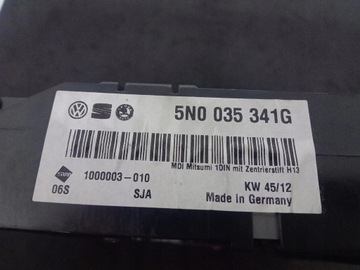 5N0 035 341G
MDI Mitsumi 1DIN mit Zentrierstift H13
1000003-010
KW 45/12
06S
SJA
Made in Germany